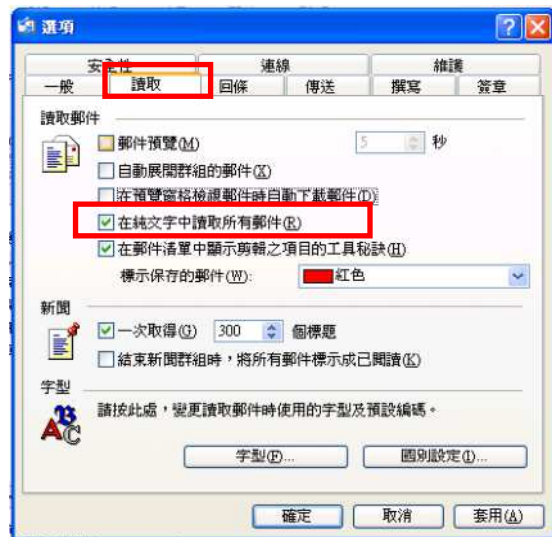 選項
安全性 連線 維護
一般 讀取 回條 傳送 撰寫 簽章
讀取郵件
郵件預覽(M) 5 秒
自動展開群組的郵件(X)
在預覽窗格檢視郵件時自動下載郵件(D)
在純文字中讀取所有郵件(R)
在郵件清單中顯示剪輯之項目的工具秘訣(H)
標示保存的郵件(W): 紅色
新聞
一次取得(G) 300 個標題
結束新聞群組時,將所有郵件標示成已閱讀(K)
字型
請按此處,變更讀取郵件時使用的字型及預設編碼。
字型(F)... 國別設定(I)...
確定 取消 套用(A)